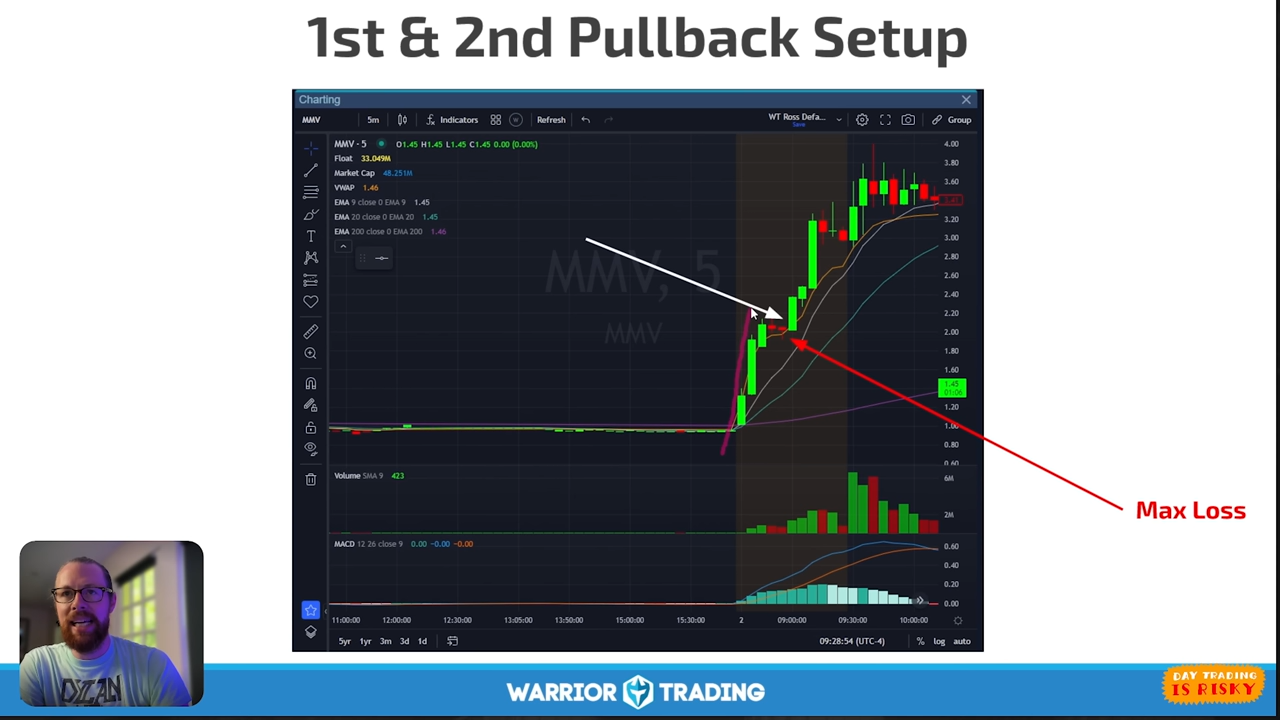 1st & 2nd Pullback Setup
Charting
MMV 5m Indicators Refresh WT Ross Defa... Save Group
MMV - 5 O1.45 H1.45 L1.45 C1.45 0.00 (0.00%)
Float 33.049M
Market Cap 48.251M
VWAP 1.46
EMA 9 close 0 EMA 9 1.45
EMA 20 close 0 EMA 20 1.45
EMA 200 close 0 EMA 200 1.46
MMV, 5
MMV
4.00
3.80
3.60
3.20
3.00
2.80
2.60
2.40
2.20
2.00
1.80
1.60
1.45
01:06
1.20
1.00
0.80
0.60
Volume SMA 9 423
6M
2M
Max Loss
MACD 12 26 close 9 0.00 -0.00 -0.00
0.60
0.40
0.20
0.00
11:00:00 12:00:00 12:30:00 13:05:00 13:50:00 15:00:00 15:30:00 2 09:00:00 09:30:00 10:00:00
5yr 1yr 3m 3d 1d 09:28:54 (UTC-4) % log auto
WARRIOR TRADING
DAY TRADING
IS RISKY